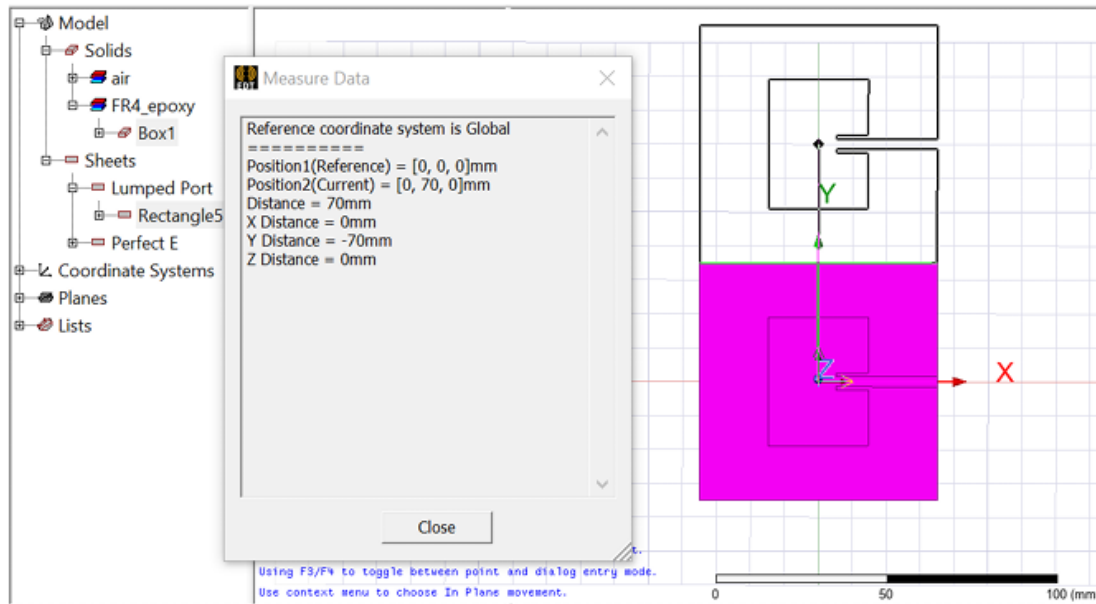 Model
Solids
air
FR4_epoxy
Box1
Sheets
Lumped Port
Rectangle5
Perfect E
Coordinate Systems
Planes
Lists
EDT
Measure Data
Reference coordinate system is Global
==========
Position1(Reference) = [0, 0, 0]mm
Position2(Current) = [0, 70, 0]mm
Distance = 70mm
X Distance = 0mm
Y Distance = -70mm
Z Distance = 0mm
Close
Y
Z
X
t.
Using F3/F4 to toggle between point and dialog entry mode.
Use context menu to choose In Plane movement.
0
50
100 (mm